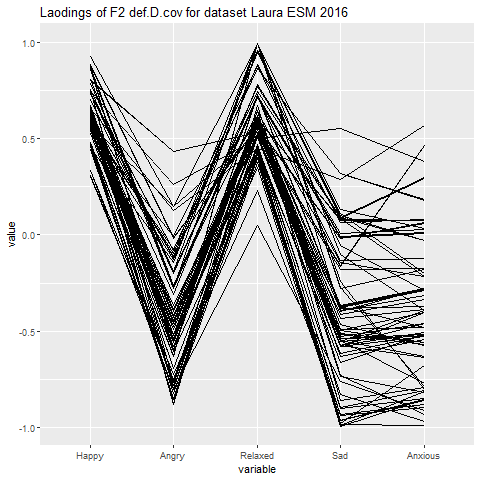 Laodings of F2 def.D.cov for dataset Laura ESM 2016
1.0
0.5
0.0
-0.5
-1.0
value
Happy Angry Relaxed Sad Anxious
variable